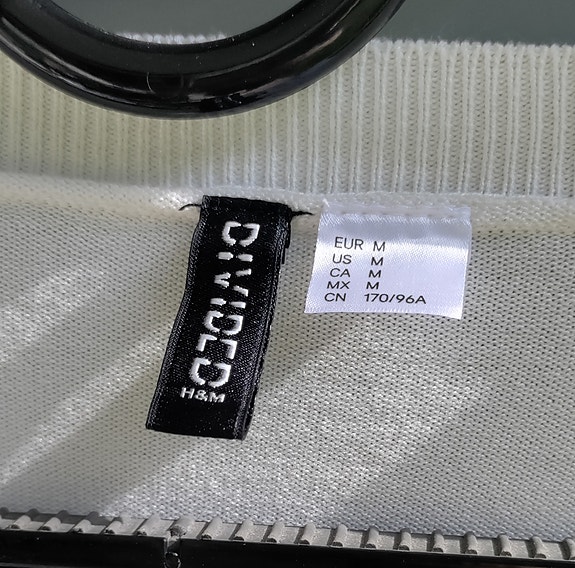 DIVIDED
H&M
EUR M
US M
CA M
MX M
CN 170/96A